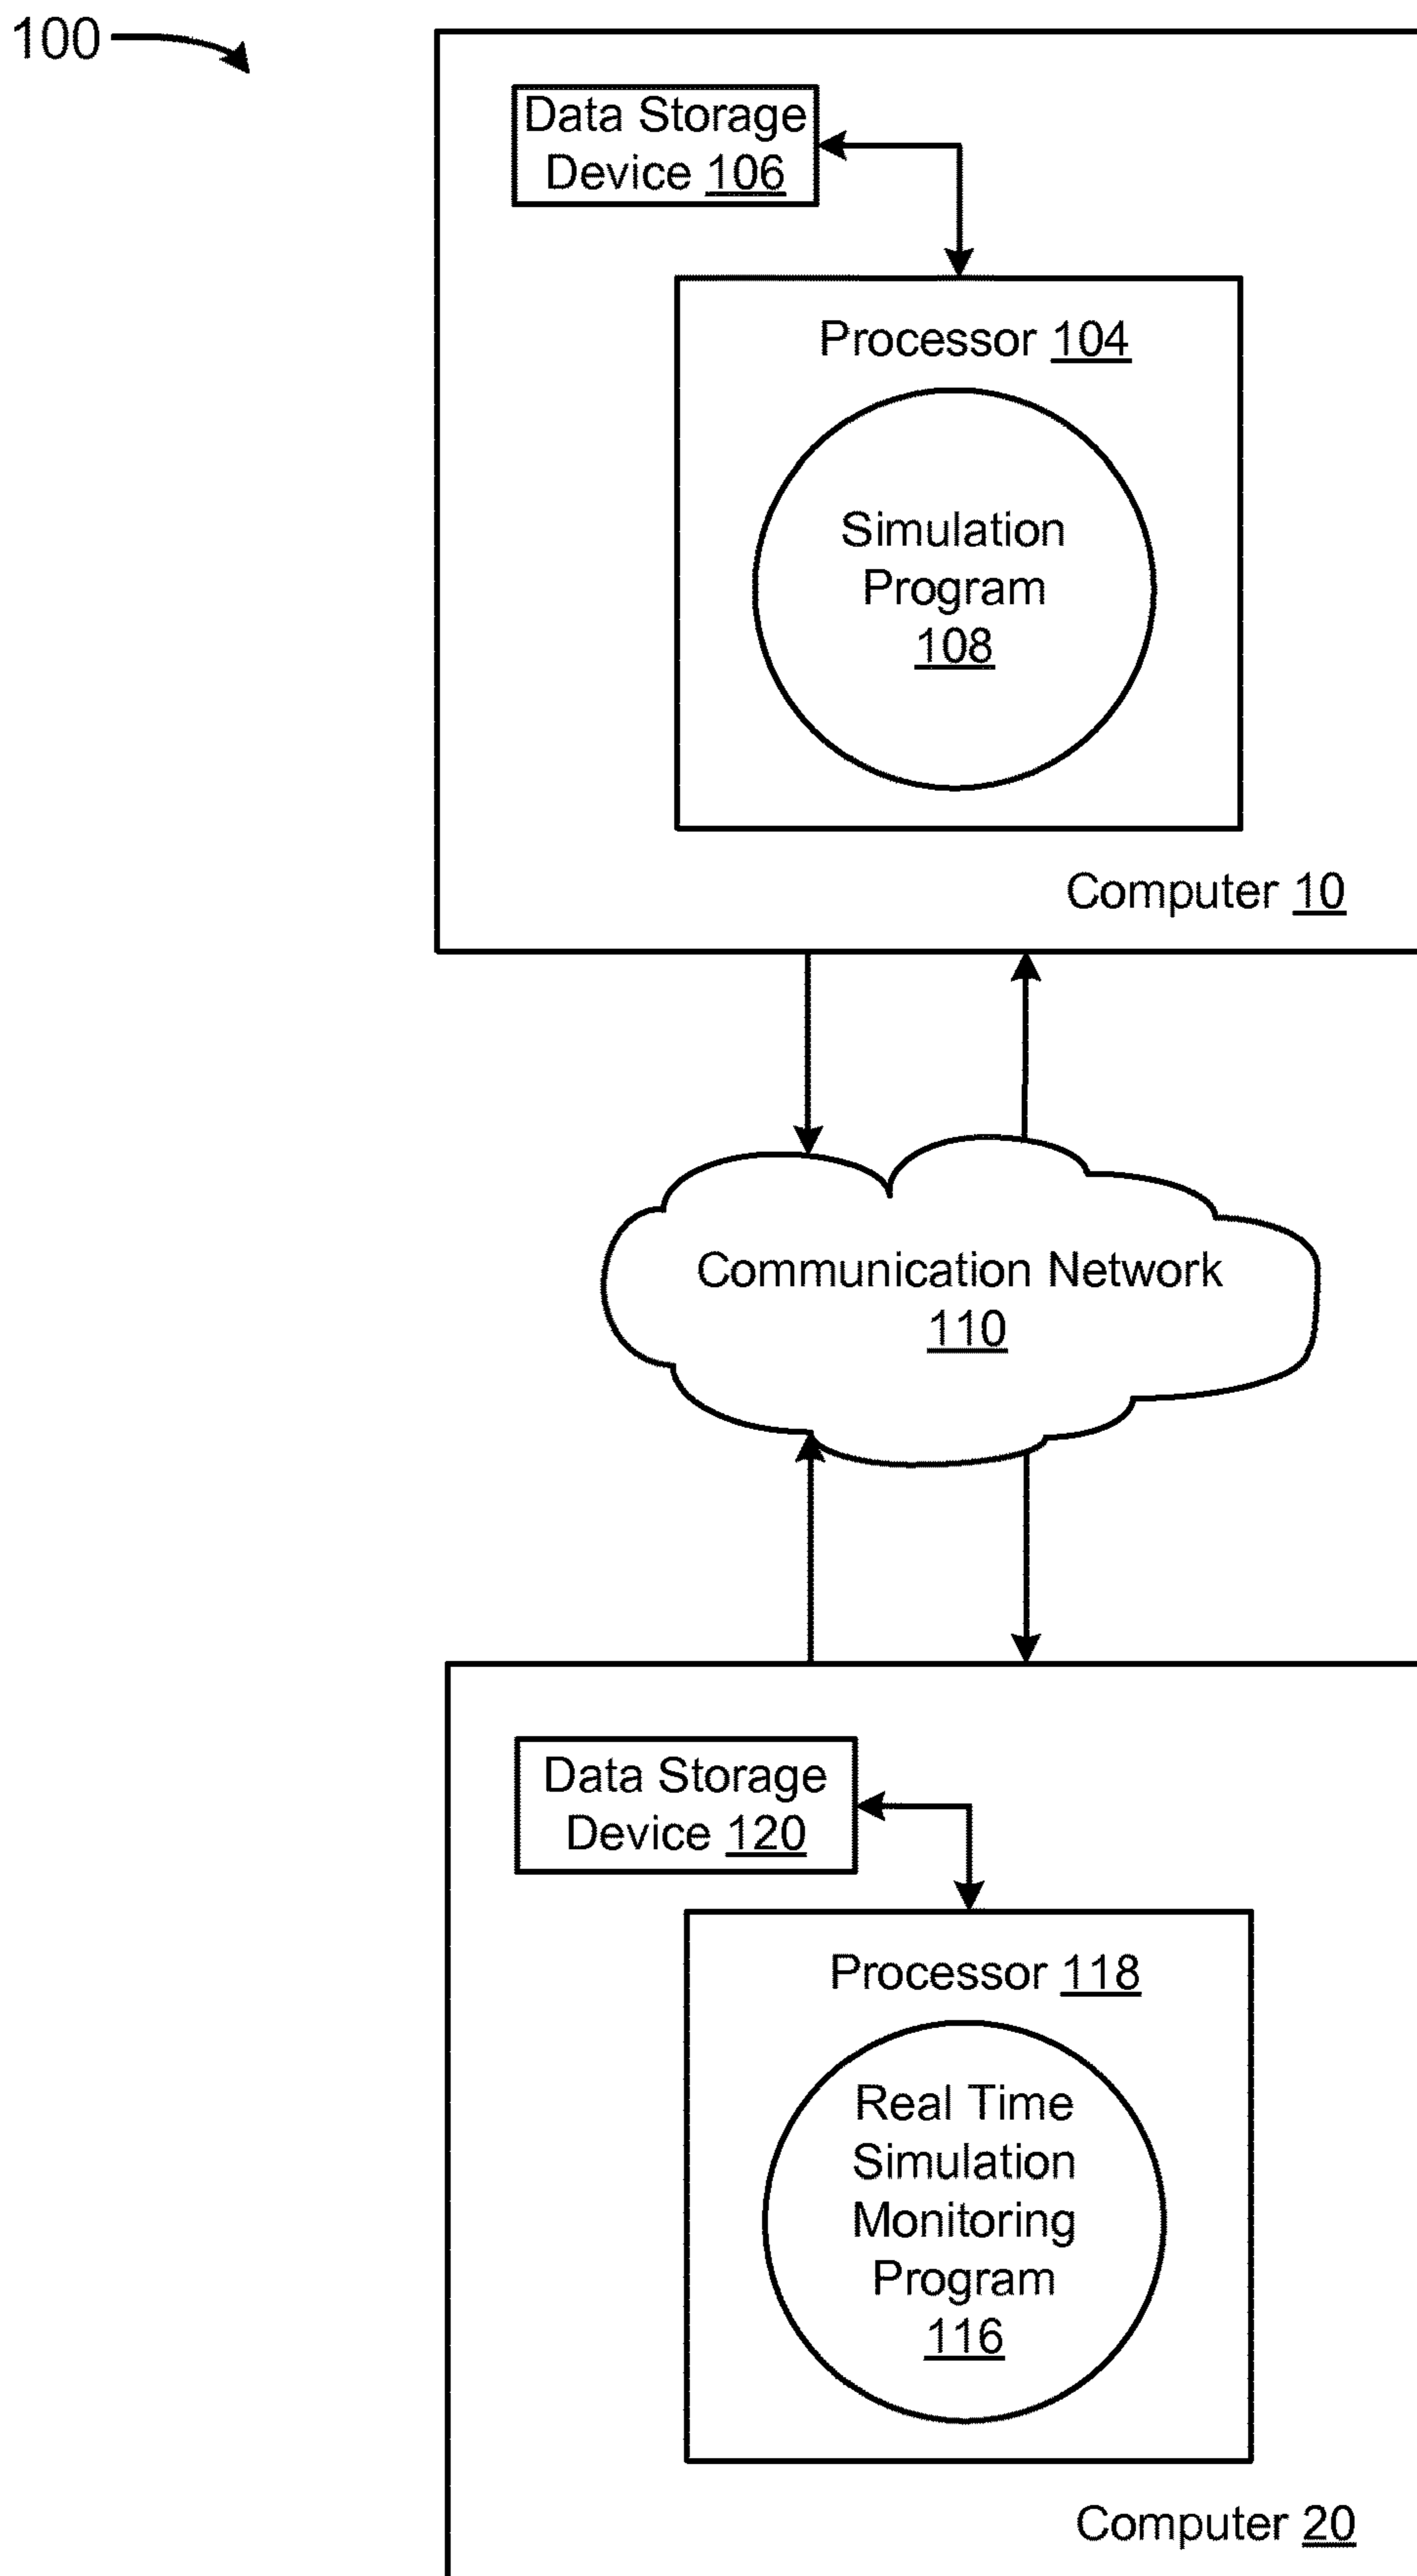 100
Data Storage
Device 106
Processor 104
Simulation
Program
108
Computer 10
Communication Network
110
Data Storage
Device 120
Processor 118
Real Time
Simulation
Monitoring
Program
116
Computer 20